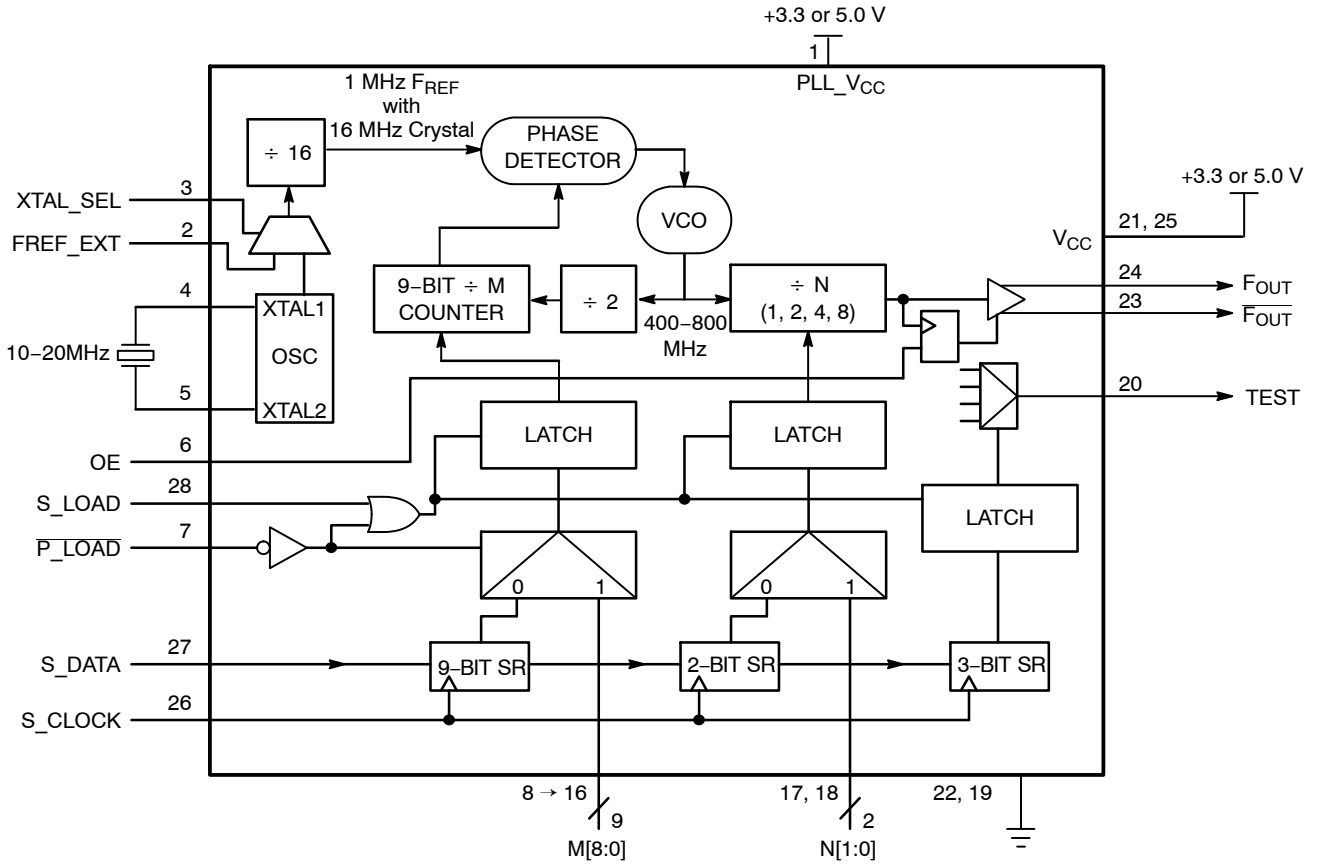 +3.3 or 5.0 V
1
PLL_VCC
1 MHz FREF
with
16 MHz Crystal
÷ 16
PHASE
DETECTOR
+3.3 or 5.0 V
XTAL_SEL
3
FREF_EXT
2
VCO
21, 25
VCC
4
XTAL1
9−BIT ÷ M
COUNTER
÷ 2
÷ N
(1, 2, 4, 8)
24
FOUT
23
FOUT
400−800
MHz
10−20MHz
OSC
5
XTAL2
20
TEST
LATCH
LATCH
6
OE
28
S_LOAD
LATCH
7
P_LOAD
0
1
0
1
27
S_DATA
9−BIT SR
2−BIT SR
3−BIT SR
26
S_CLOCK
8 → 16
9
M[8:0]
17, 18
2
N[1:0]
22, 19